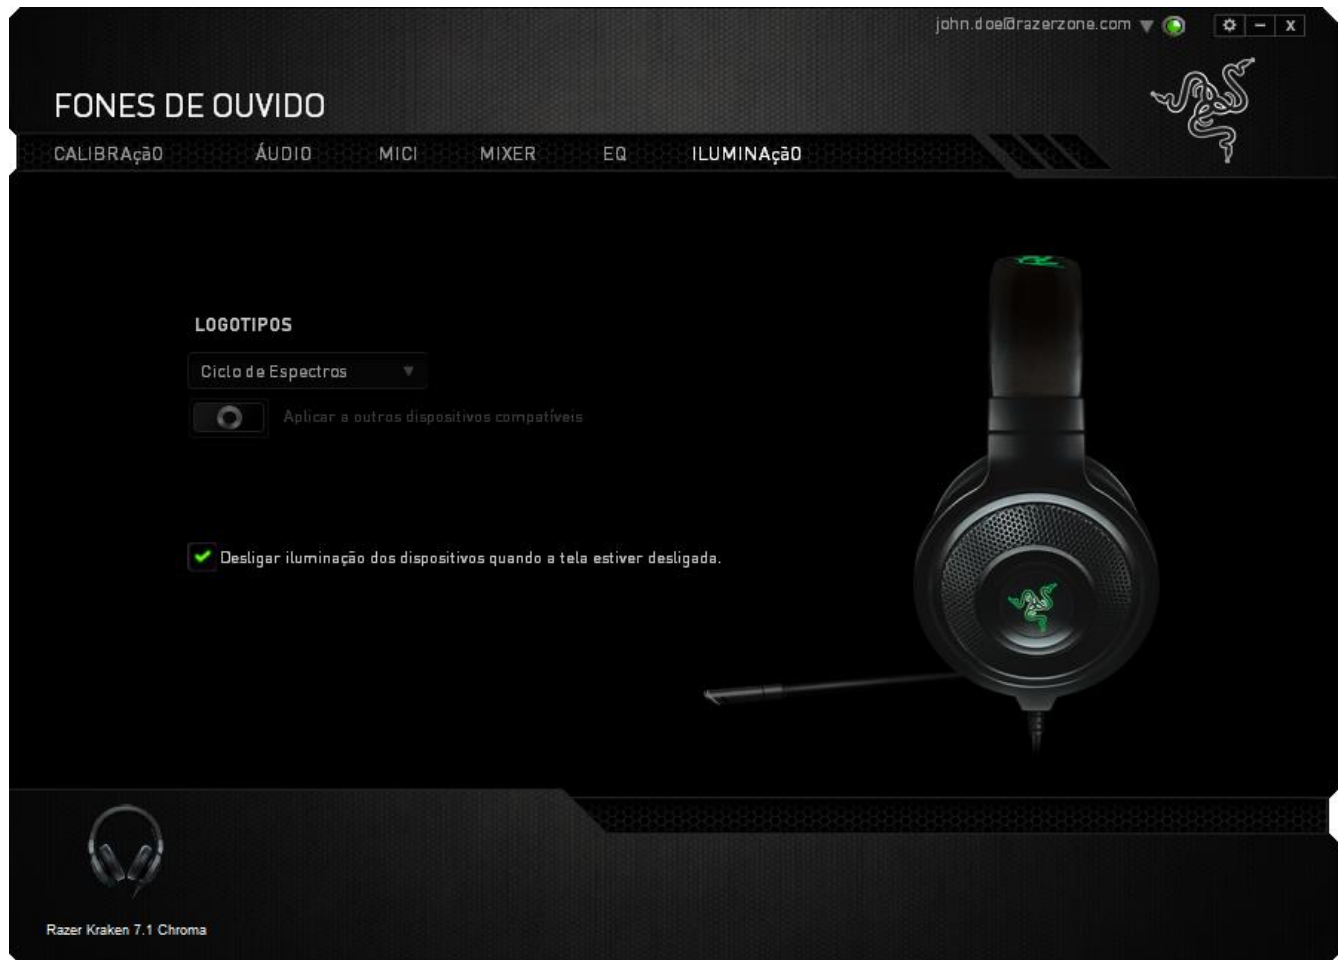 john.doe@razerzone.com
FONES DE OUVIDO
CALIBRAçãO ÁUDIO MICI MIXER EQ ILUMINAçãO
LOGOTIPOS
Ciclo de Espectros
Aplicar a outros dispositivos compatíveis
Desligar iluminação dos dispositivos quando a tela estiver desligada.
Razer Kraken 7.1 Chroma